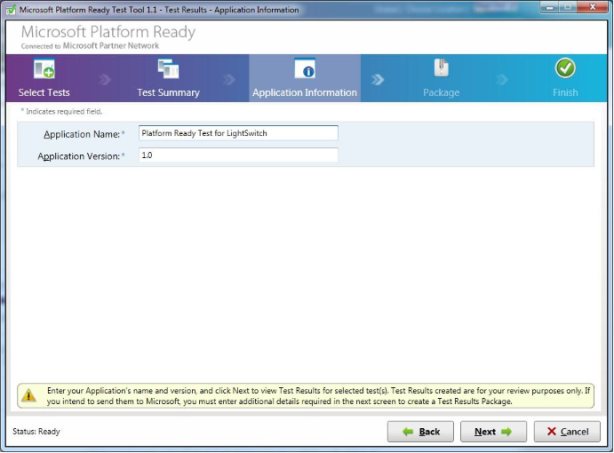 Microsoft Platform Ready Test Tool 1.1 - Test Results - Application Information
Microsoft Platform Ready
Connected to Microsoft Partner Network
Select Tests
Test Summary
Application Information
Package
Finish
* Indicates required field.
Application Name: * Platform Ready Test for LightSwitch
Application Version: * 1.0
Enter your Application's name and version, and click Next to view Test Results for selected test(s). Test Results created are for your review purposes only. If
you intend to send them to Microsoft, you must enter additional details required in the next screen to create a Test Results Package.
Status: Ready
Back
Next
Cancel